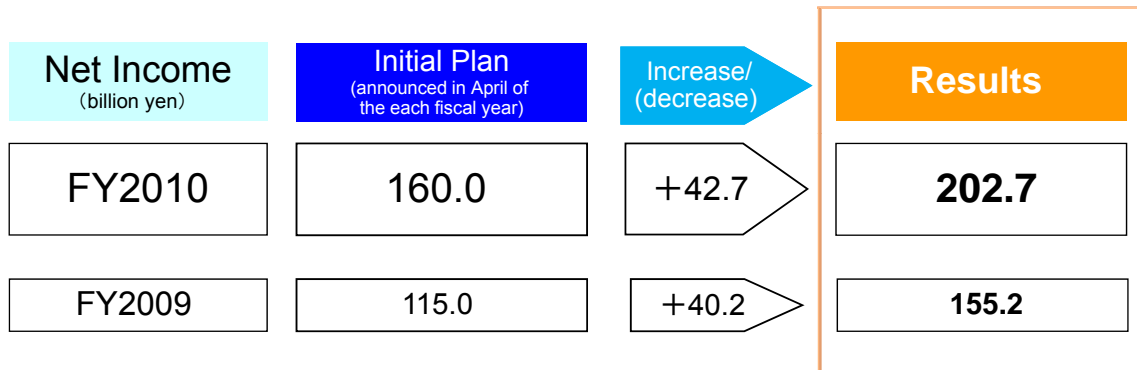 Net Income
（billion yen）
Initial Plan
(announced in April of
the each fiscal year)
Increase/
(decrease)
Results
FY2010
160.0
＋42.7
202.7
FY2009
115.0
＋40.2
155.2